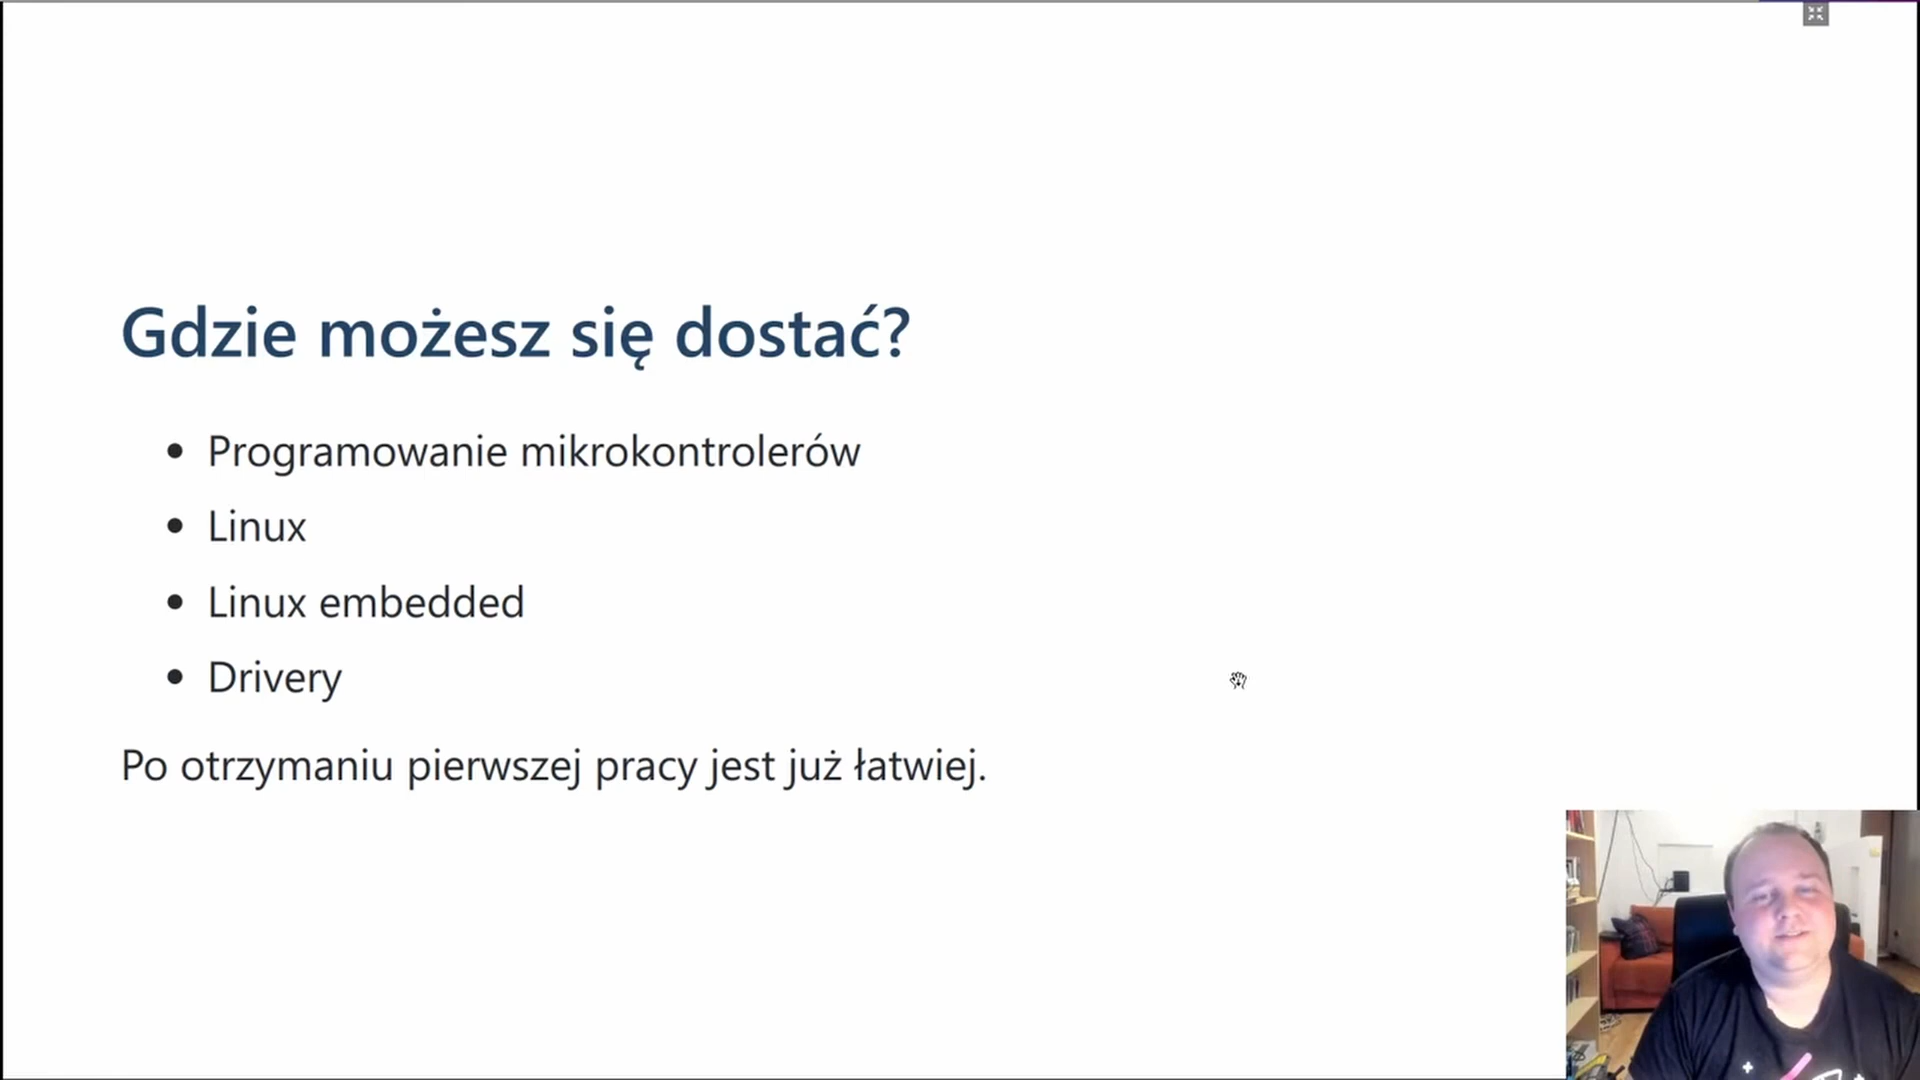 Gdzie możesz się dostać?
Programowanie mikrokontrolerów
Linux
Linux embedded
Drivery
Po otrzymaniu pierwszej pracy jest już łatwiej.